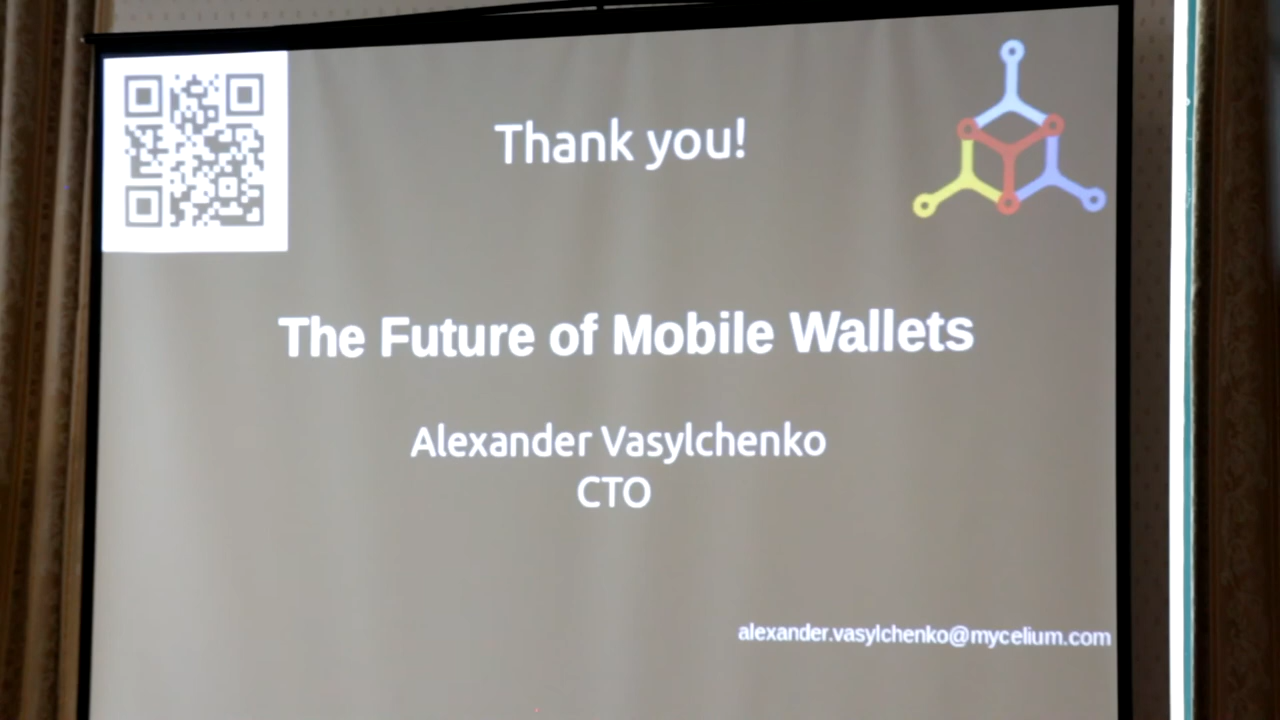 Thank you!
The Future of Mobile Wallets
Alexander Vasylchenko
CTO
alexander.vasylchenko@mycelium.com